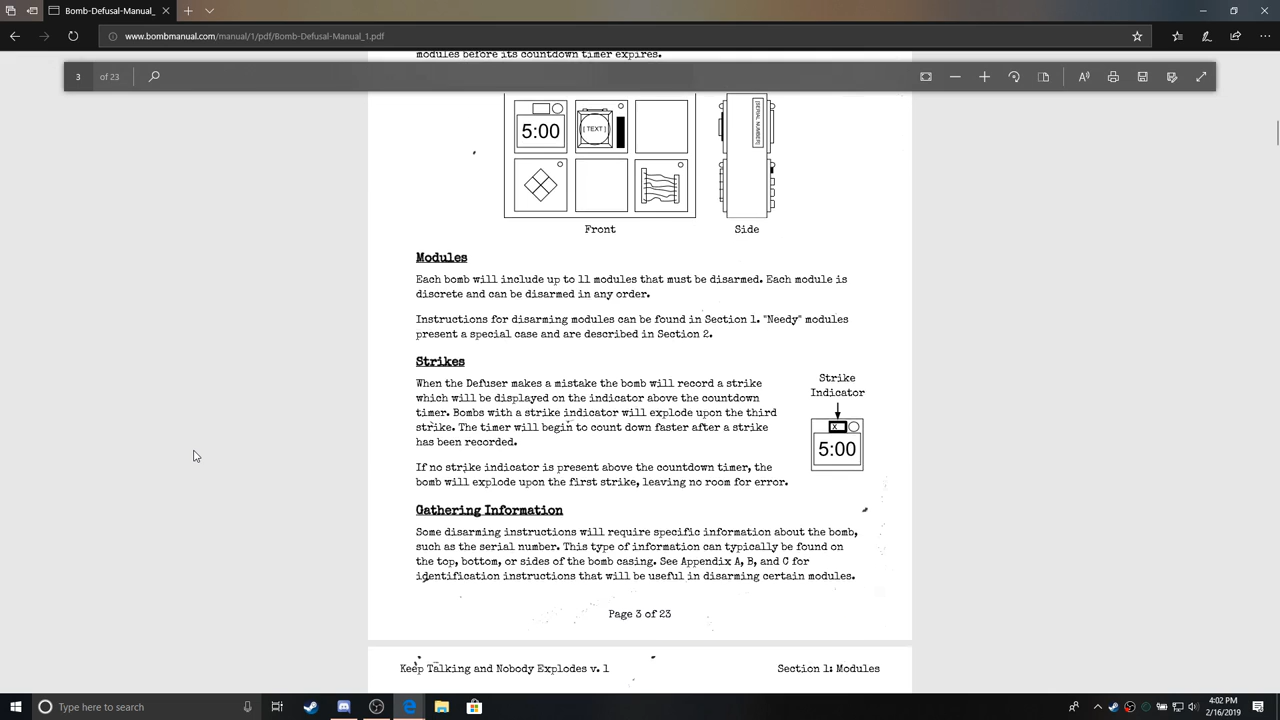 Bomb-Defusal-Manual_
www.bombmanual.com/manual/1/pdf/Bomb-Defusal-Manual_1.pdf
modules before its countdown timer expires.
3 of 23
5:00
[TEXT]
[SERIAL NUMBER]
Front
Side
Modules
Each bomb will include up to 11 modules that must be disarmed. Each module is
discrete and can be disarmed in any order.
Instructions for disarming modules can be found in Section 1. "Needy" modules
present a special case and are described in Section 2.
Strikes
When the Defuser makes a mistake the bomb will record a strike
which will be displayed on the indicator above the countdown
timer. Bombs with a strike indicator will explode upon the third
strike. The timer will begin to count down faster after a strike
has been recorded.
If no strike indicator is present above the countdown timer, the
bomb will explode upon the first strike, leaving no room for error.
Strike
Indicator
X
5:00
Gathering Information
Some disarming instructions will require specific information about the bomb,
such as the serial number. This type of information can typically be found on
the top, bottom, or sides of the bomb casing. See Appendix A, B, and C for
identification instructions that will be useful in disarming certain modules.
Page 3 of 23
Keep Talking and Nobody Explodes v. 1
Section 1: Modules
Type here to search
4:02 PM
2/16/2019